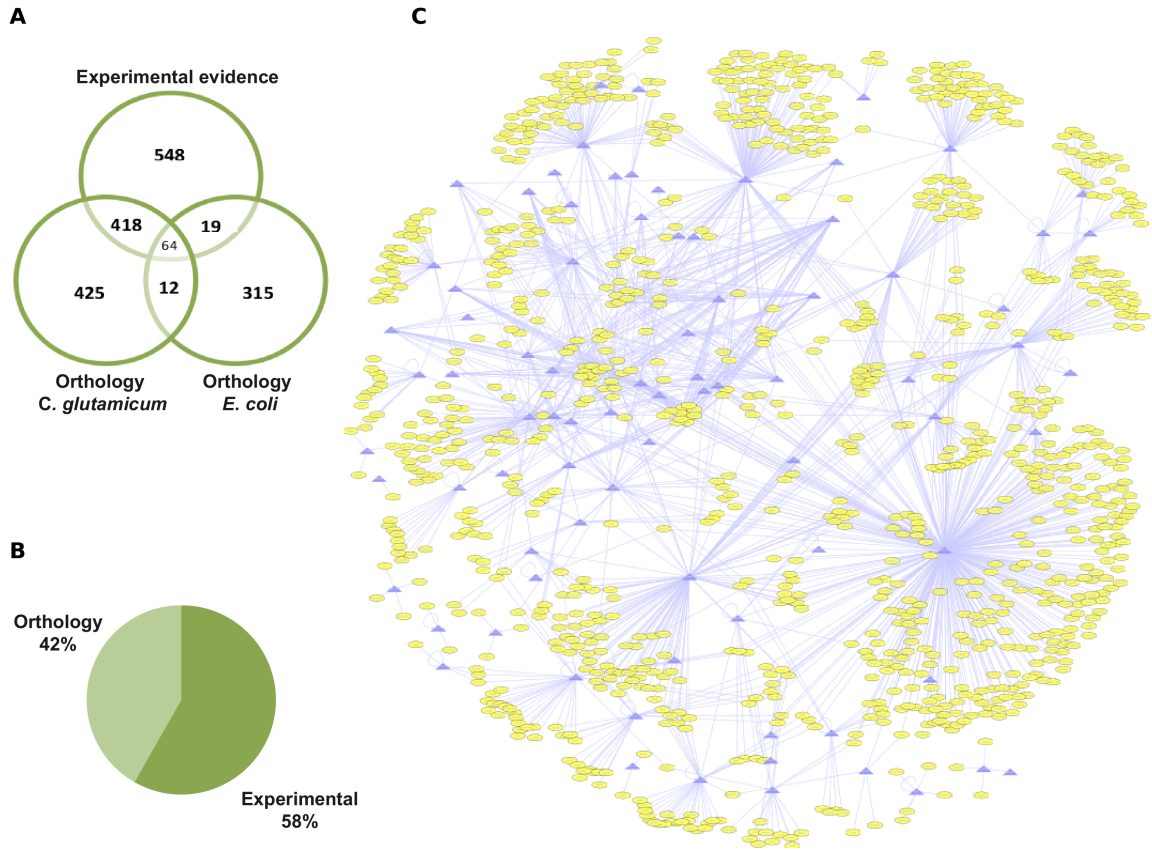 A
C
Experimental evidence
548
418
19
64
425
12
315
Orthology
C. glutamicum
Orthology
E. coli
B
Orthology
42%
Experimental
58%